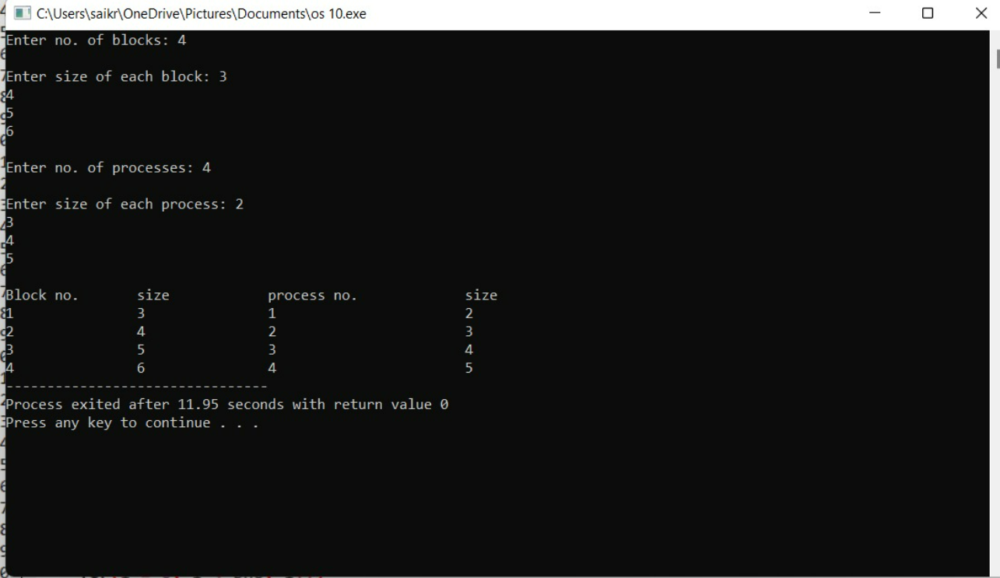 C:\Users\saikr\OneDrive\Pictures\Documents\os 10.exe
Enter no. of blocks: 4
Enter size of each block: 3
4
5
6
Enter no. of processes: 4
Enter size of each process: 2
3
4
5
Block no. size process no. size
1 3 1 2
2 4 2 3
3 5 3 4
4 6 4 5
--------------------------------
Process exited after 11.95 seconds with return value 0
Press any key to continue . . .